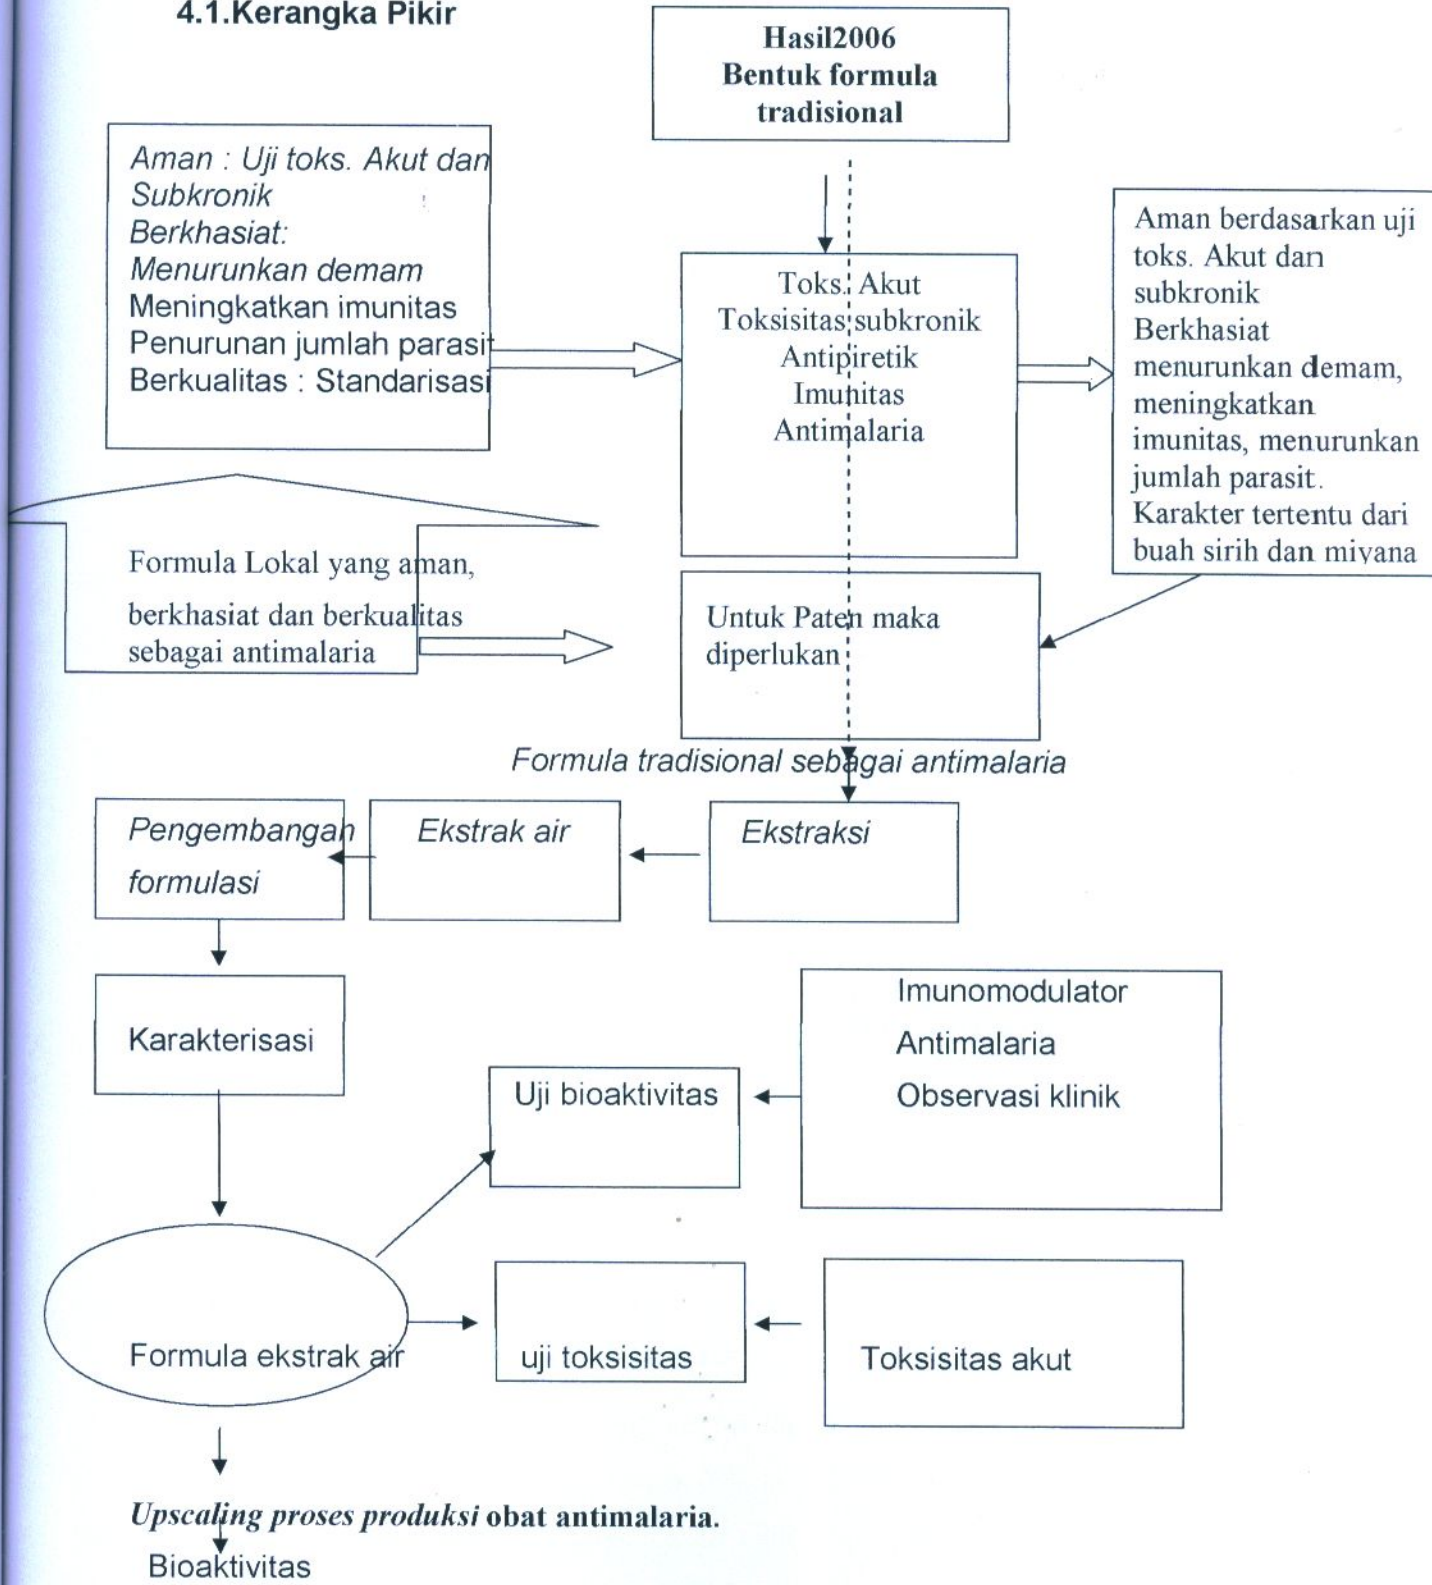 4.1.Kerangka Pikir
Hasil2006
Bentuk formula
tradisional
Aman : Uji toks. Akut dan
Subkronik
Berkhasiat:
Menurunkan demam
Meningkatkan imunitas
Penurunan jumlah parasit
Berkualitas : Standarisasi
Toks. Akut
Toksisitas subkronik
Antipiretik
Imunitas
Antimalaria
Aman berdasarkan uji
toks. Akut dan
subkronik
Berkhasiat
menurunkan demam,
meningkatkan
imunitas, menurunkan
jumlah parasit.
Karakter tertentu dari
buah sirih dan miyana
Formula Lokal yang aman,
berkhasiat dan berkualitas
sebagai antimalaria
Untuk Paten maka
diperlukan
Formula tradisional sebagai antimalaria
Pengembangan
formulasi
Ekstrak air
Ekstraksi
Karakterisasi
Imunomodulator
Antimalaria
Observasi klinik
Uji bioaktivitas
Formula ekstrak air
uji toksisitas
Toksisitas akut
Upscaling proses produksi obat antimalaria.
Bioaktivitas